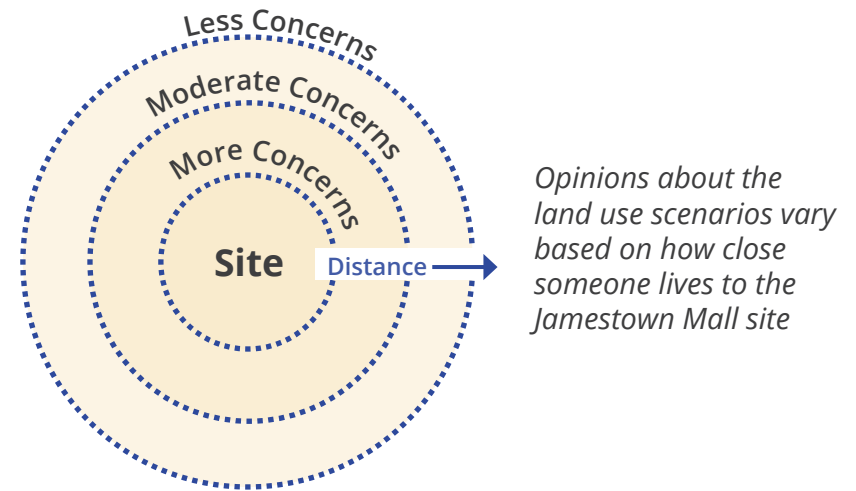 Less Concerns
Moderate Concerns
More Concerns
Site
Distance
Opinions about the
land use scenarios vary
based on how close
someone lives to the
Jamestown Mall site